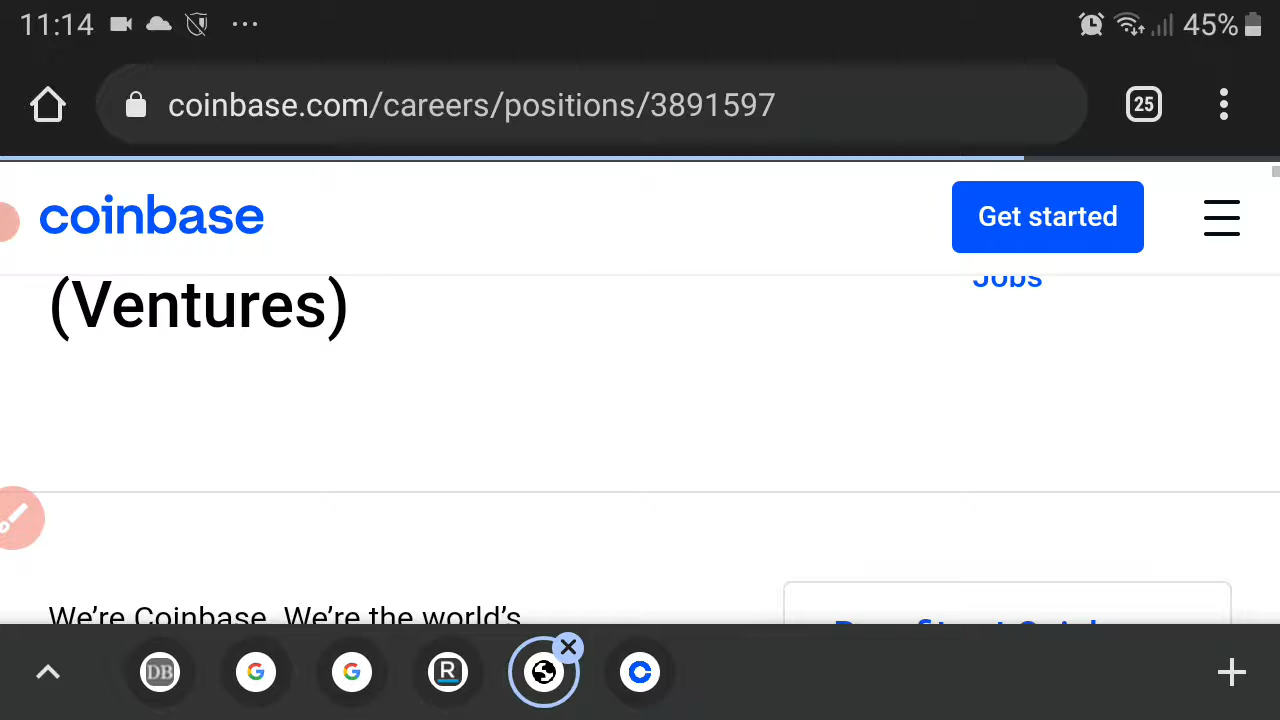 11:14
45%
coinbase.com/careers/positions/3891597
25
coinbase
Get started
Jobs
(Ventures)
We’re Coinbase. We’re the world’s
DB
G
G
R